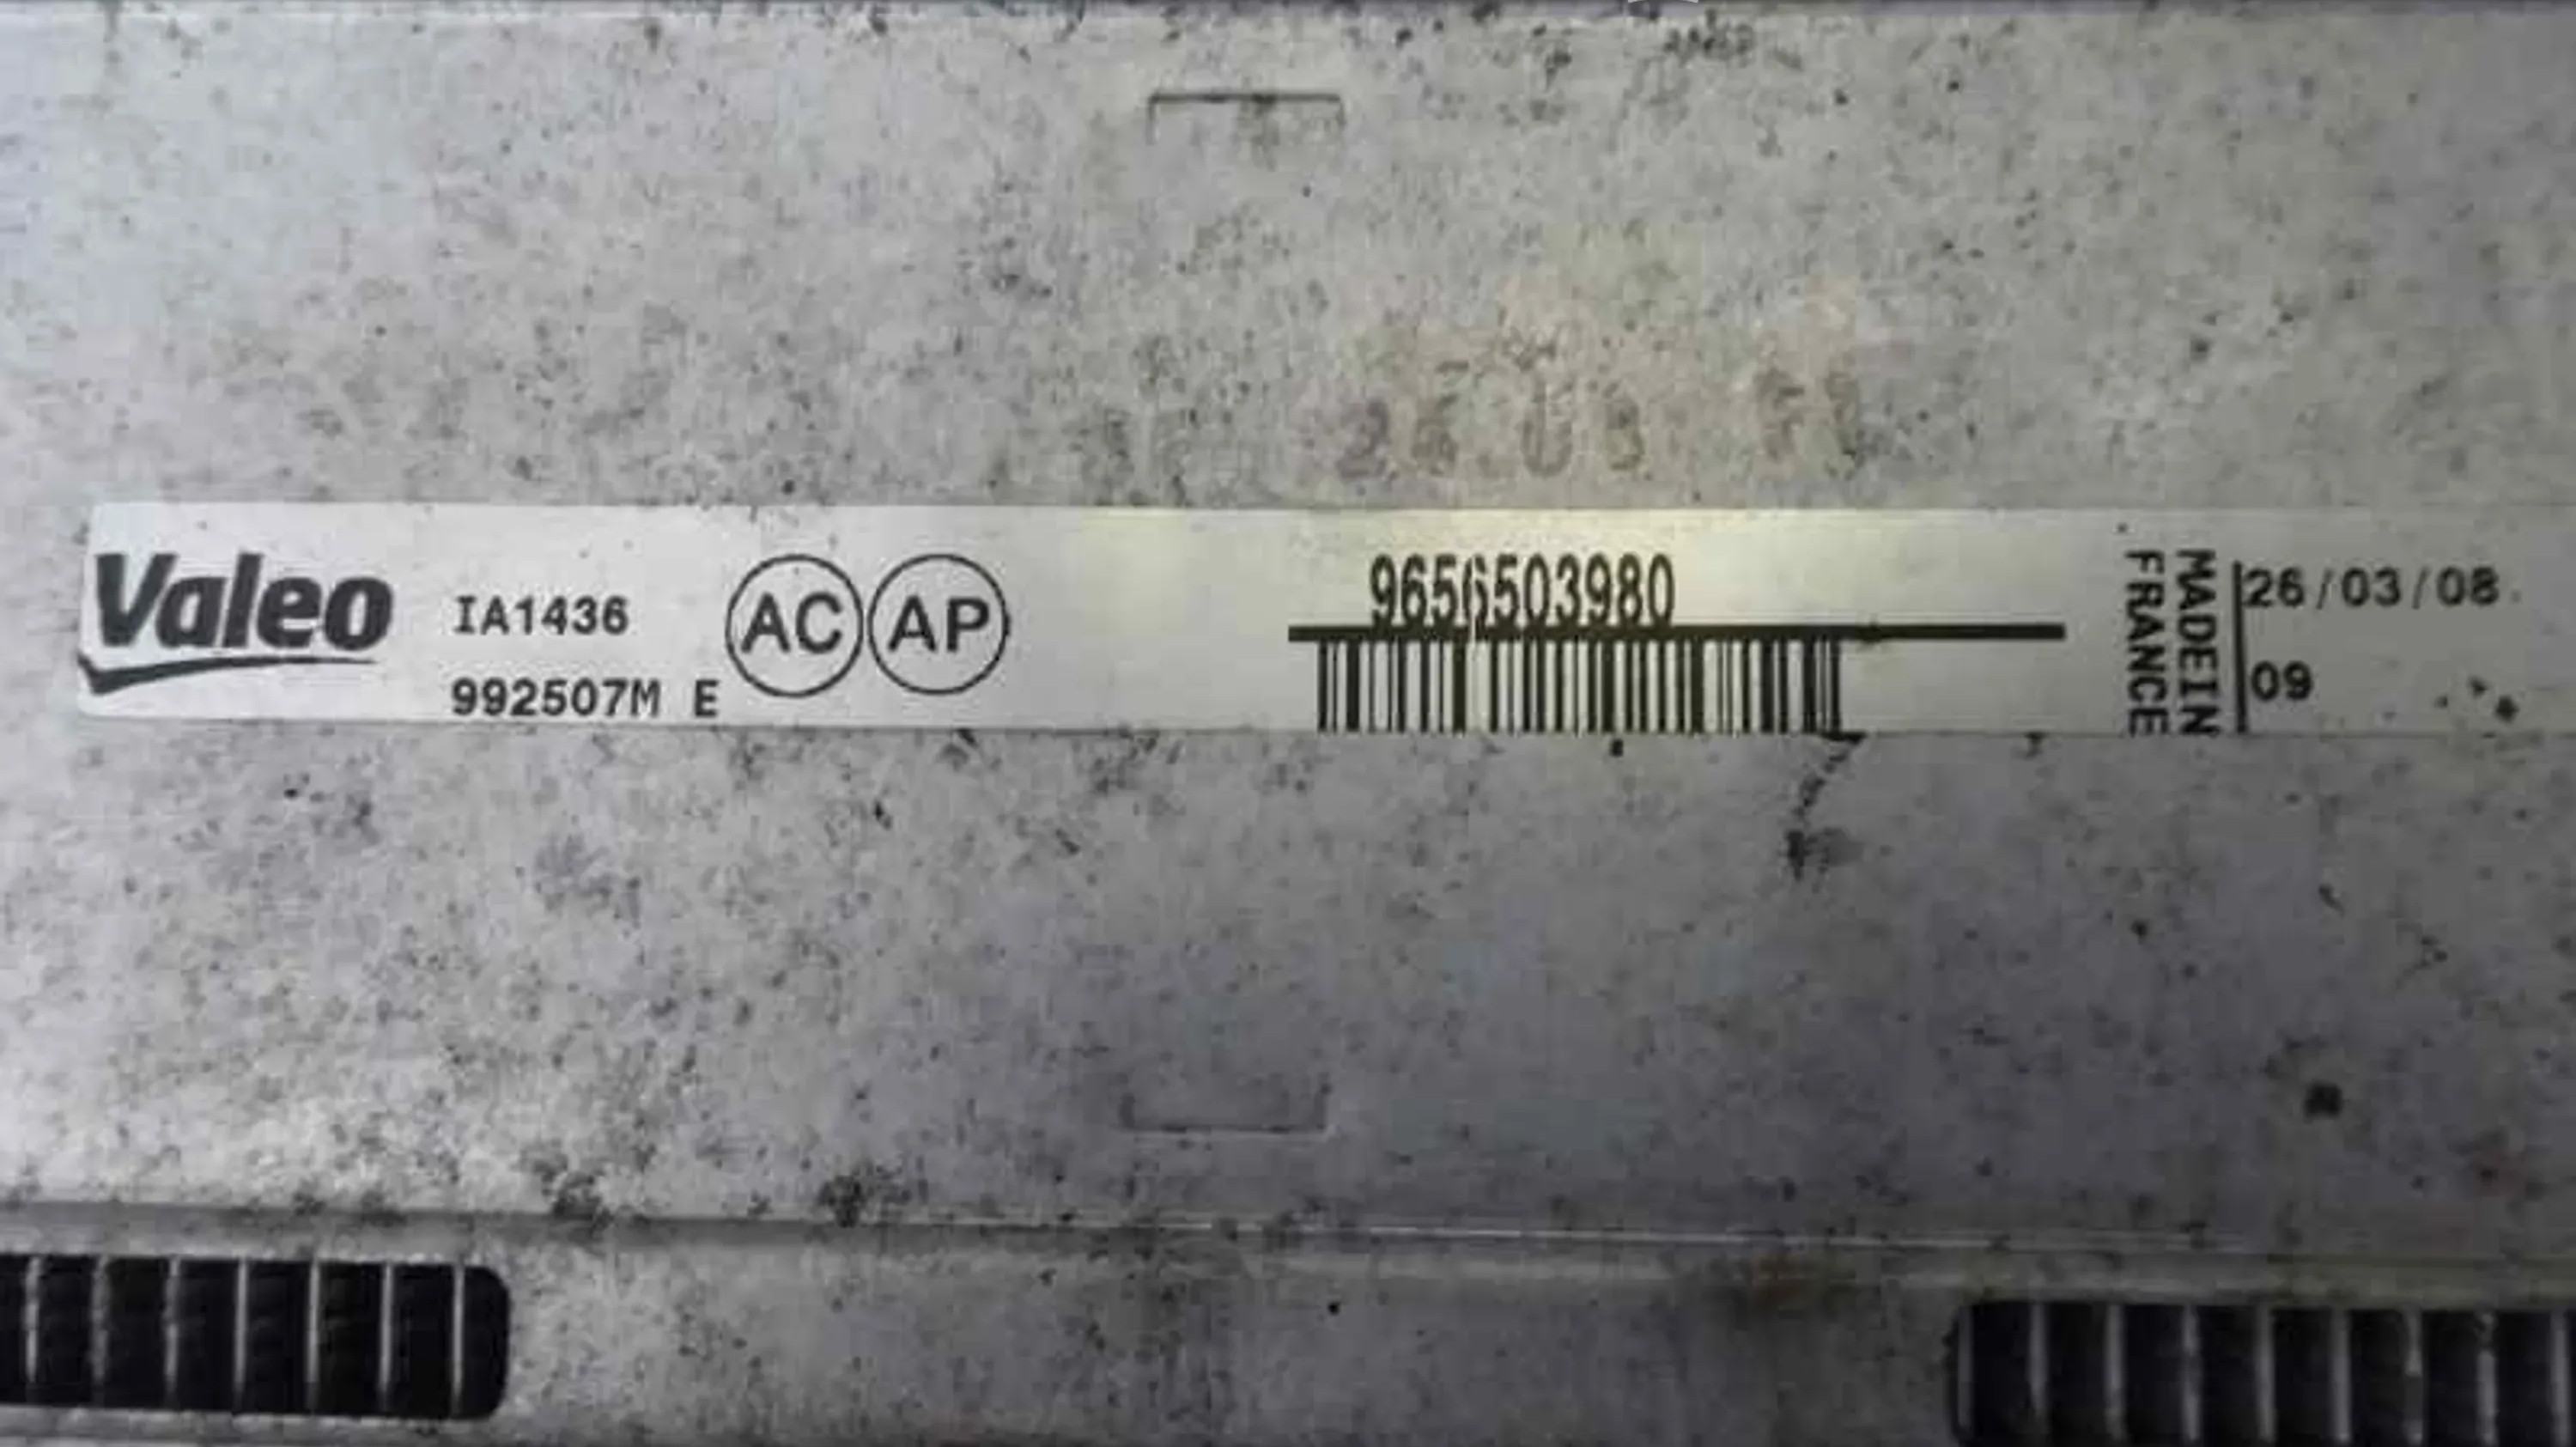 Valeo
IA1436
992507M E
AC AP
9656503980
MADEIN
FRANCE
26/03/08
09